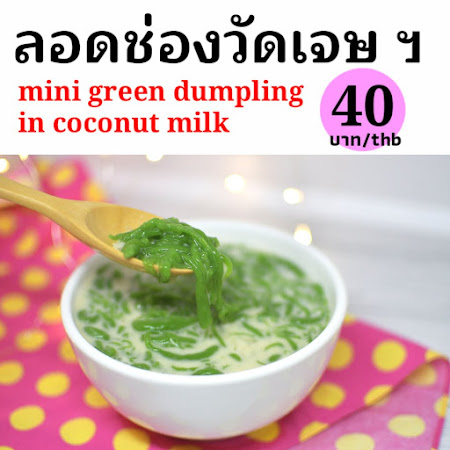 ลอดช่องวัดเจษ ฯ
mini green dumpling
in coconut milk
40
บาท/thb